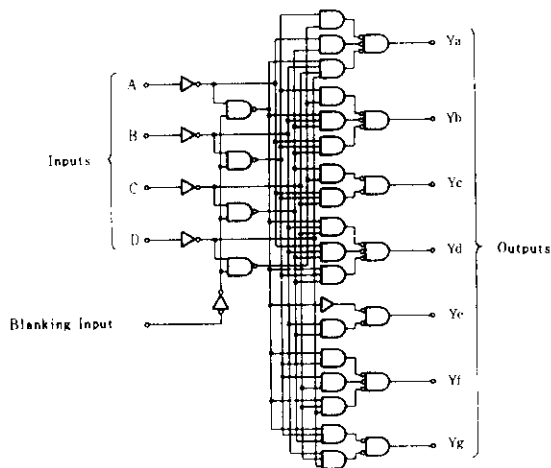 Ya
A
B
Yb
Inputs
C
Yc
D
Yd
Outputs
Ye
Blanking Input
Yf
Yg